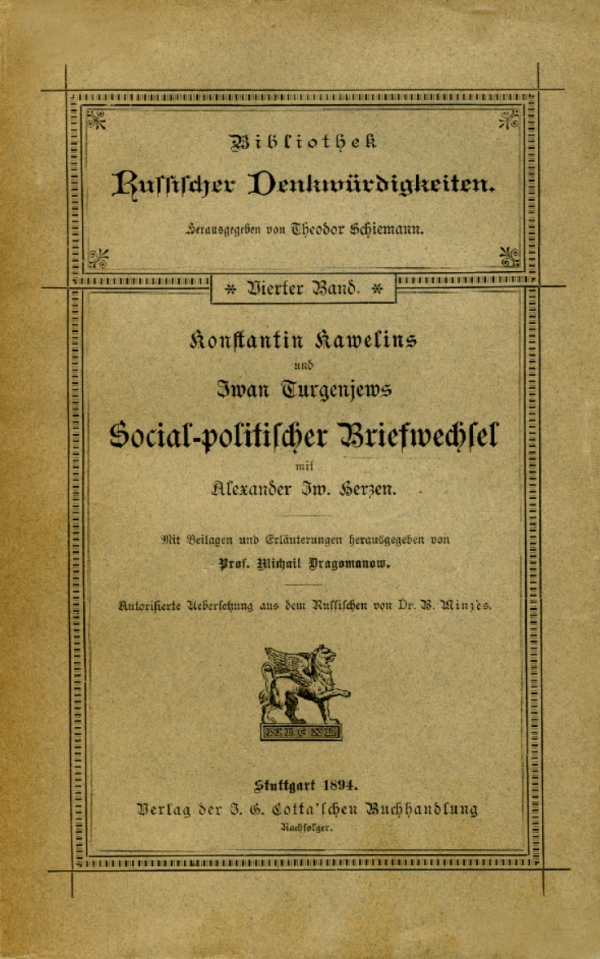 Bibliothek
Russischer Denkwürdigkeiten.
Herausgegeben von Theodor Schiemann.
* Vierter Band. *
Konstantin Kawelins
und
Iwan Turgenjews
Social-politischer Briefwechsel
mit
Alexander Iw. Herzen.
Mit Beilagen und Erläuterungen herausgegeben von
Prof. Michail Dragomanow.
Autorisierte Uebersetzung aus dem Russischen von Dr. B. Minzès.
Stuttgart 1894.
Verlag der J. G. Cotta'schen Buchhandlung
Nachfolger.